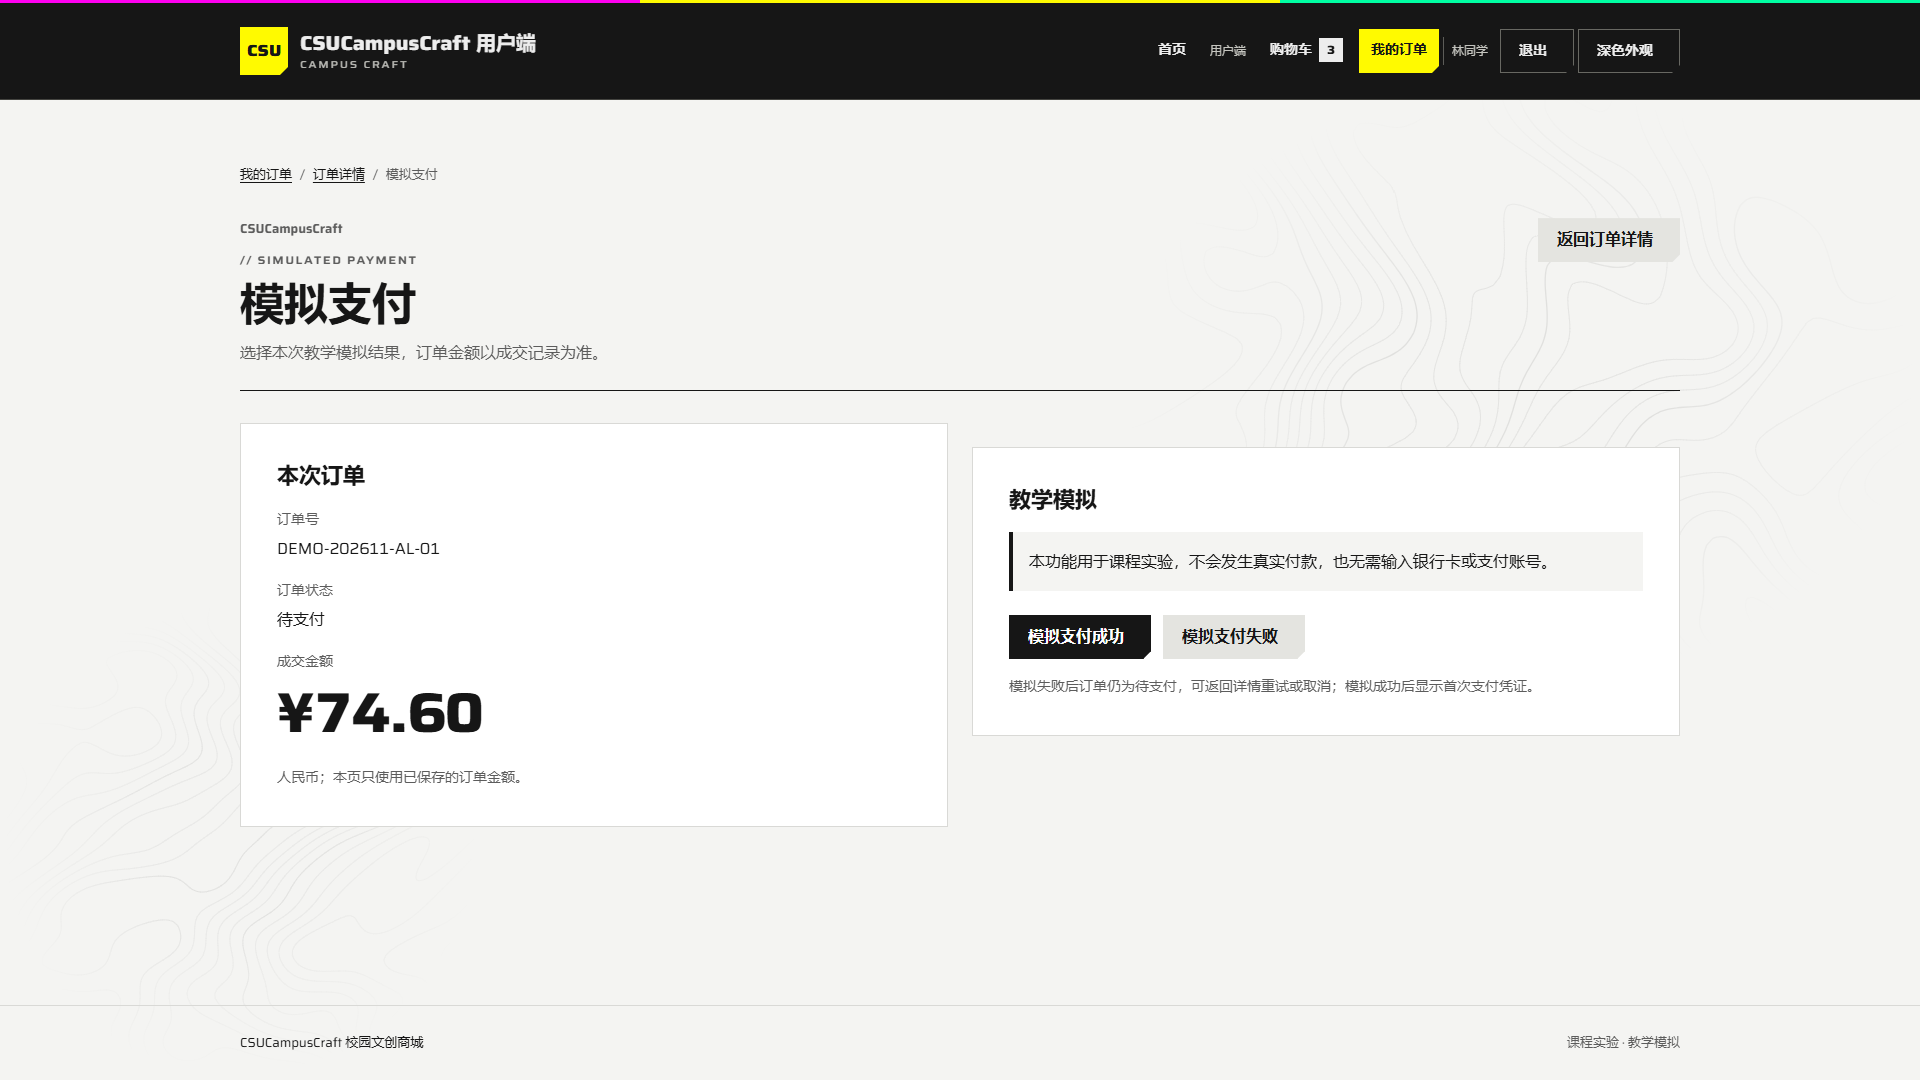 CSU
CSUCampusCraft 用户端
CAMPUS CRAFT
首页
用户端
购物车 3
我的订单
林同学
退出
深色外观
我的订单 / 订单详情 / 模拟支付
CSUCampusCraft
// SIMULATED PAYMENT
模拟支付
选择本次教学模拟结果，订单金额以成交记录为准。
返回订单详情
本次订单
订单号
DEMO-202611-AL-01
订单状态
待支付
成交金额
¥74.60
人民币；本页只使用已保存的订单金额。
教学模拟
本功能用于课程实验，不会发生真实付款，也无需输入银行卡或支付账号。
模拟支付成功
模拟支付失败
模拟失败后订单仍为待支付，可返回详情重试或取消；模拟成功后显示首次支付凭证。
CSUCampusCraft 校园文创商城
课程实验 · 教学模拟